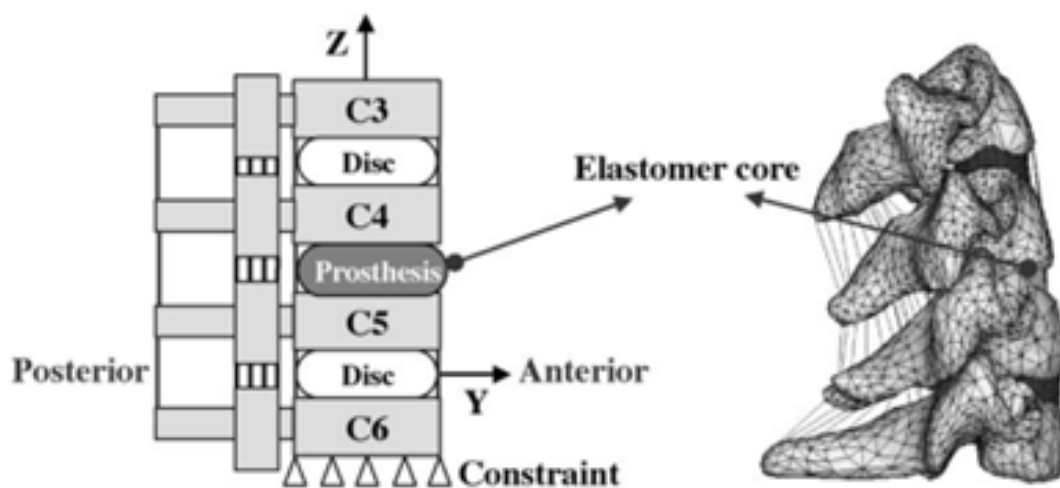 Z
C3
Disc
Elastomer core
C4
Prosthesis
C5
Posterior
Disc
Anterior
Y
C6
Constraint